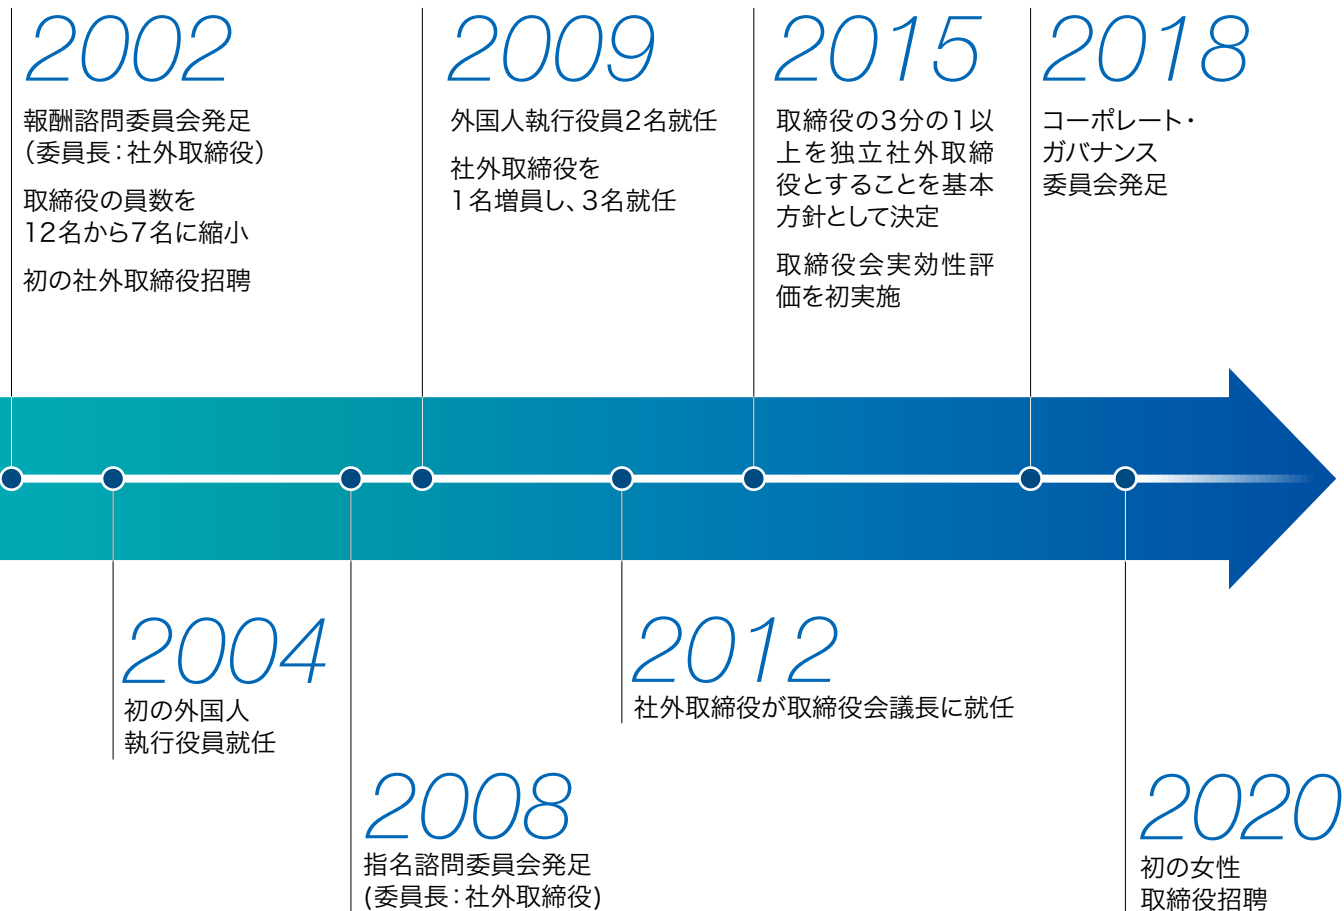 2002
報酬諮問委員会発足
（委員長：社外取締役）
取締役の員数を
12名から7名に縮小
初の社外取締役招聘
2009
外国人執行役員2名就任
社外取締役を
1名増員し、3名就任
2015
取締役の3分の1以
上を独立社外取締
役とすることを基本
方針として決定
取締役会実効性評
価を初実施
2018
コーポレート・
ガバナンス
委員会発足
2004
初の外国人
執行役員就任
2008
指名諮問委員会発足
(委員長：社外取締役)
2012
社外取締役が取締役会議長に就任
2020
初の女性
取締役招聘